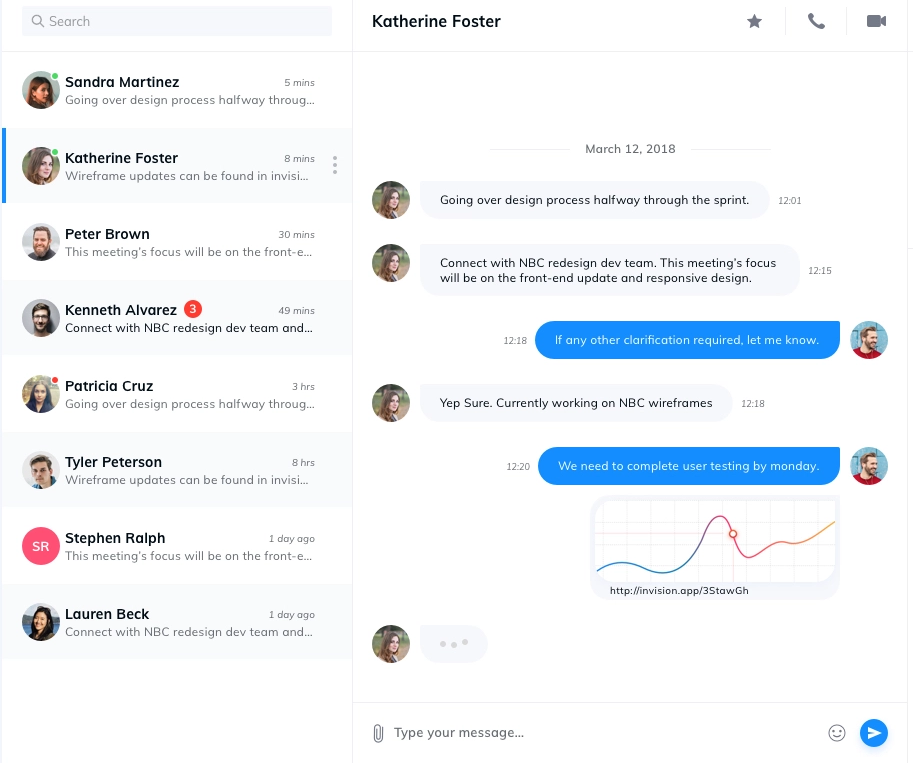 Search
Sandra Martinez
5 mins
Going over design process halfway throug...
Katherine Foster
8 mins
Wireframe updates can be found in invisi...
Peter Brown
30 mins
This meeting’s focus will be on the front-e...
Kenneth Alvarez 3
49 mins
Connect with NBC redesign dev team and...
Patricia Cruz
3 hrs
Going over design process halfway throug...
Tyler Peterson
8 hrs
Wireframe updates can be found in invisi...
SR
Stephen Ralph
1 day ago
This meeting’s focus will be on the front-e...
Lauren Beck
1 day ago
Connect with NBC redesign dev team and...
Katherine Foster
March 12, 2018
Going over design process halfway through the sprint.
12:01
Connect with NBC redesign dev team. This meeting’s focus
will be on the front-end update and responsive design.
12:15
12:18
If any other clarification required, let me know.
Yep Sure. Currently working on NBC wireframes
12:18
12:20
We need to complete user testing by monday.
http://invision.app/3StawGh
Type your message...